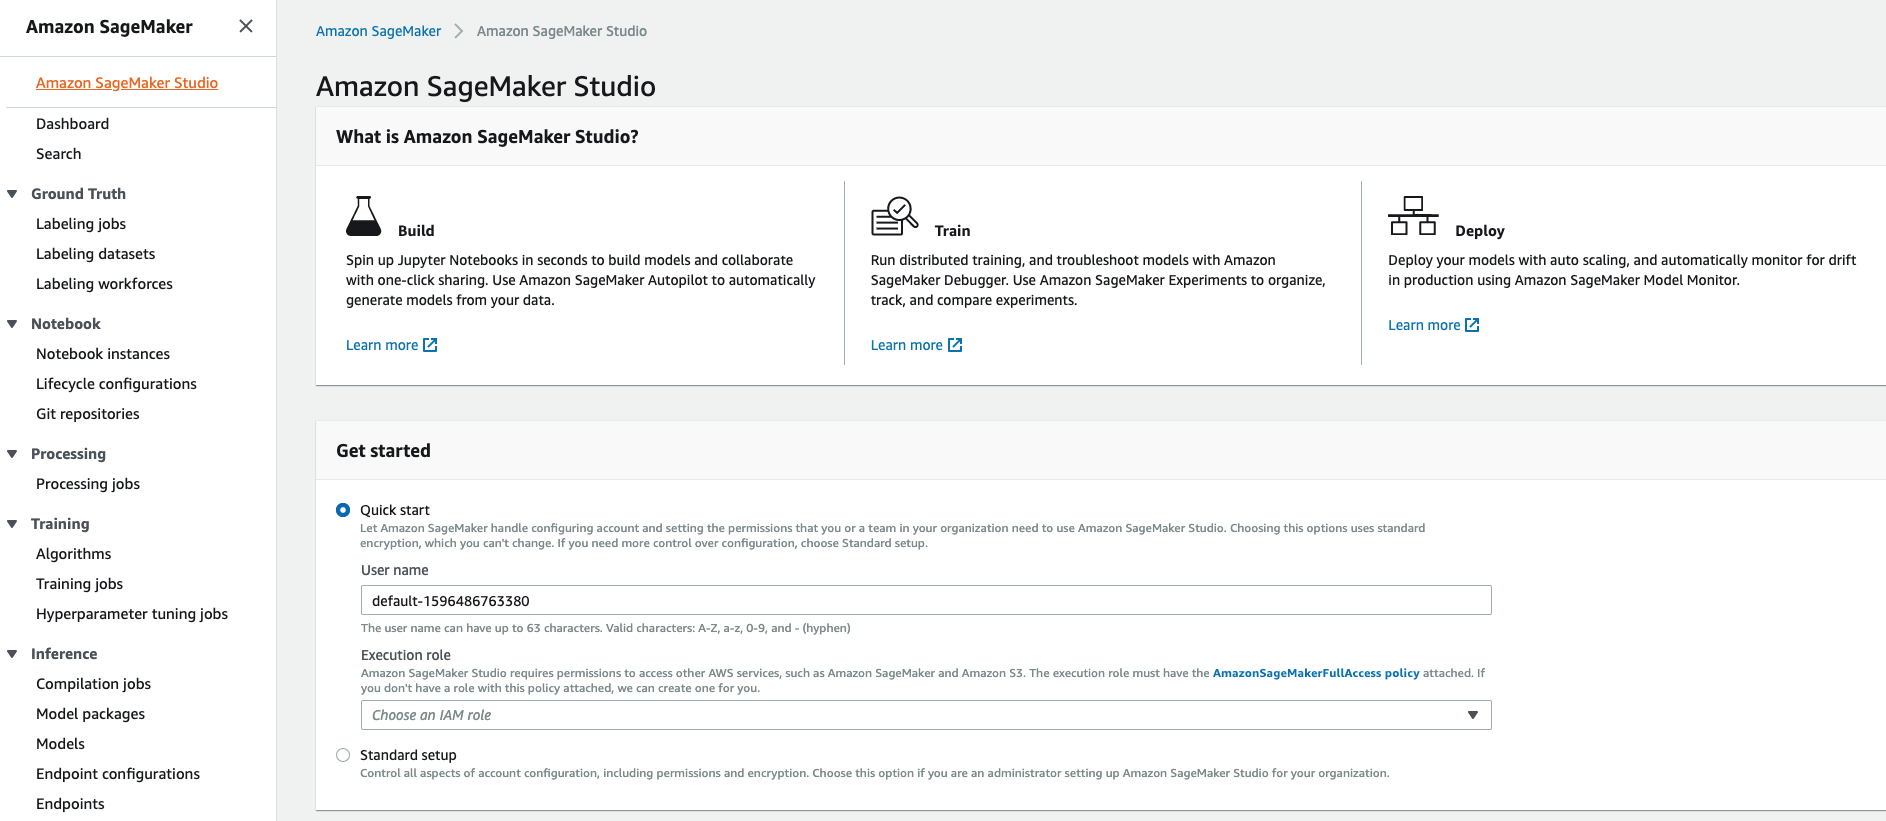 Amazon SageMaker
Amazon SageMaker Studio
Dashboard
Search
Ground Truth
Labeling jobs
Labeling datasets
Labeling workforces
Notebook
Notebook instances
Lifecycle configurations
Git repositories
Processing
Processing jobs
Training
Algorithms
Training jobs
Hyperparameter tuning jobs
Inference
Compilation jobs
Model packages
Models
Endpoint configurations
Endpoints
Amazon SageMaker > Amazon SageMaker Studio
Amazon SageMaker Studio
What is Amazon SageMaker Studio?
Build
Spin up Jupyter Notebooks in seconds to build models and collaborate
with one-click sharing. Use Amazon SageMaker Autopilot to automatically
generate models from your data.
Learn more
Train
Run distributed training, and troubleshoot models with Amazon
SageMaker Debugger. Use Amazon SageMaker Experiments to organize,
track, and compare experiments.
Learn more
Deploy
Deploy your models with auto scaling, and automatically monitor for drift
in production using Amazon SageMaker Model Monitor.
Learn more
Get started
Quick start
Let Amazon SageMaker handle configuring account and setting the permissions that you or a team in your organization need to use Amazon SageMaker Studio. Choosing this options uses standard
encryption, which you can't change. If you need more control over configuration, choose Standard setup.
User name
default-1596486763380
The user name can have up to 63 characters. Valid characters: A-Z, a-z, 0-9, and - (hyphen)
Execution role
Amazon SageMaker Studio requires permissions to access other AWS services, such as Amazon SageMaker and Amazon S3. The execution role must have the AmazonSageMakerFullAccess policy attached. If
you don't have a role with this policy attached, we can create one for you.
Choose an IAM role
Standard setup
Control all aspects of account configuration, including permissions and encryption. Choose this option if you are an administrator setting up Amazon SageMaker Studio for your organization.